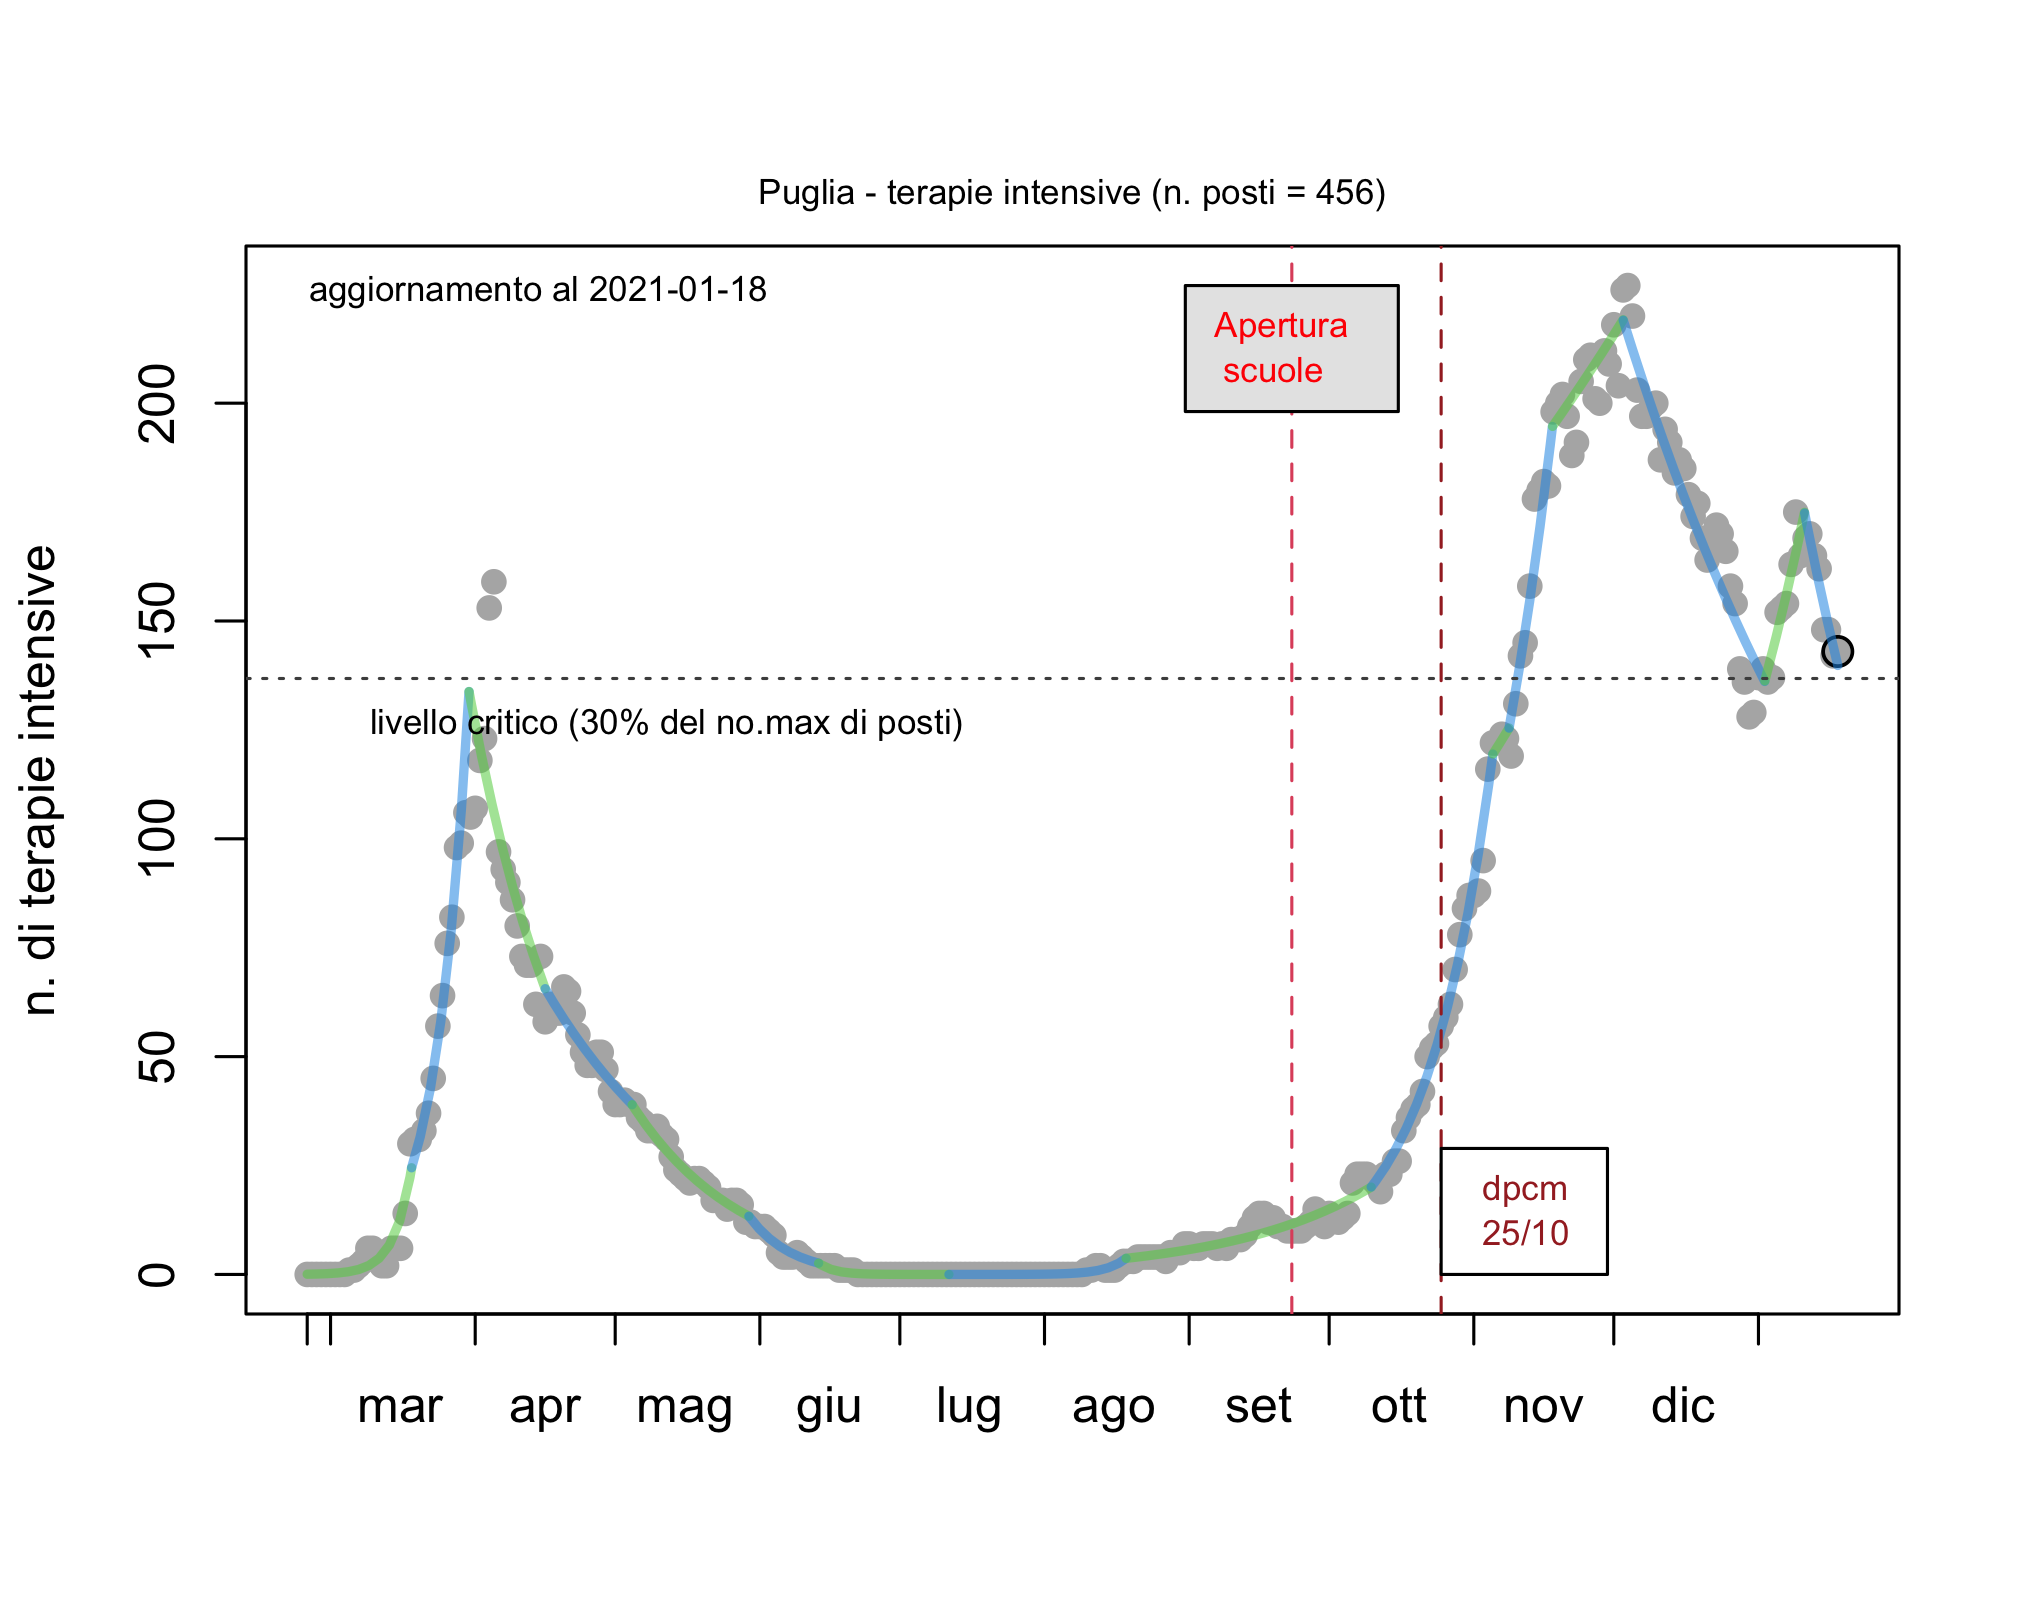 Puglia - terapie intensive (n. posti = 456)
aggiornamento al 2021-01-18
Apertura
scuole
livello critico (30% del no.max di posti)
dpcm
25/10
n. di terapie intensive
0
50
100
150
200
mar apr mag giu lug ago set ott nov dic